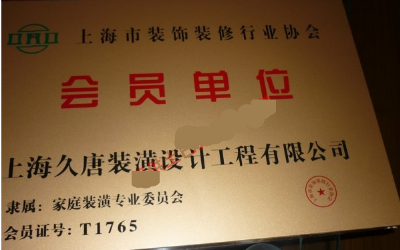 上海市装饰装修行业协会
会员单位
上海久唐装潢设计工程有限公司
隶属：家庭装潢专业委员会
会员证号：T1765